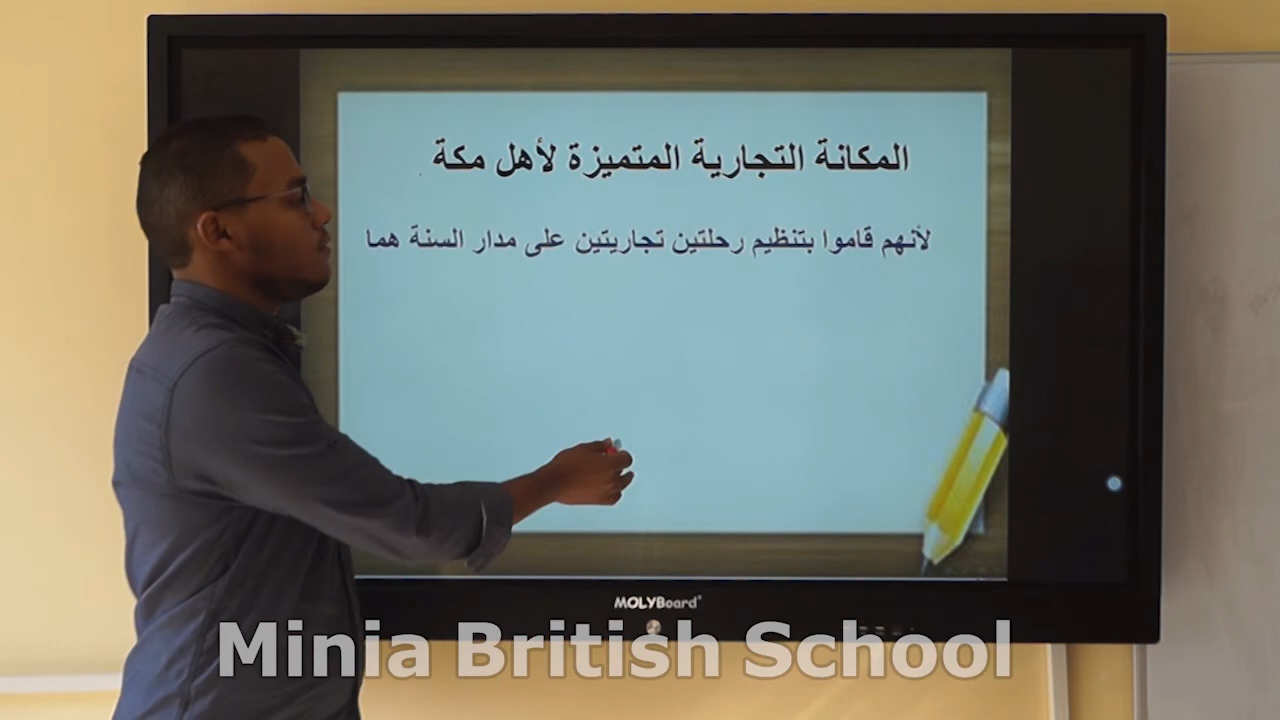 المكانة التجارية المتميزة لأهل مكة
لأنهم قاموا بتنظيم رحلتين تجاريتين على مدار السنة هما
MOLYBoard
Minia British School